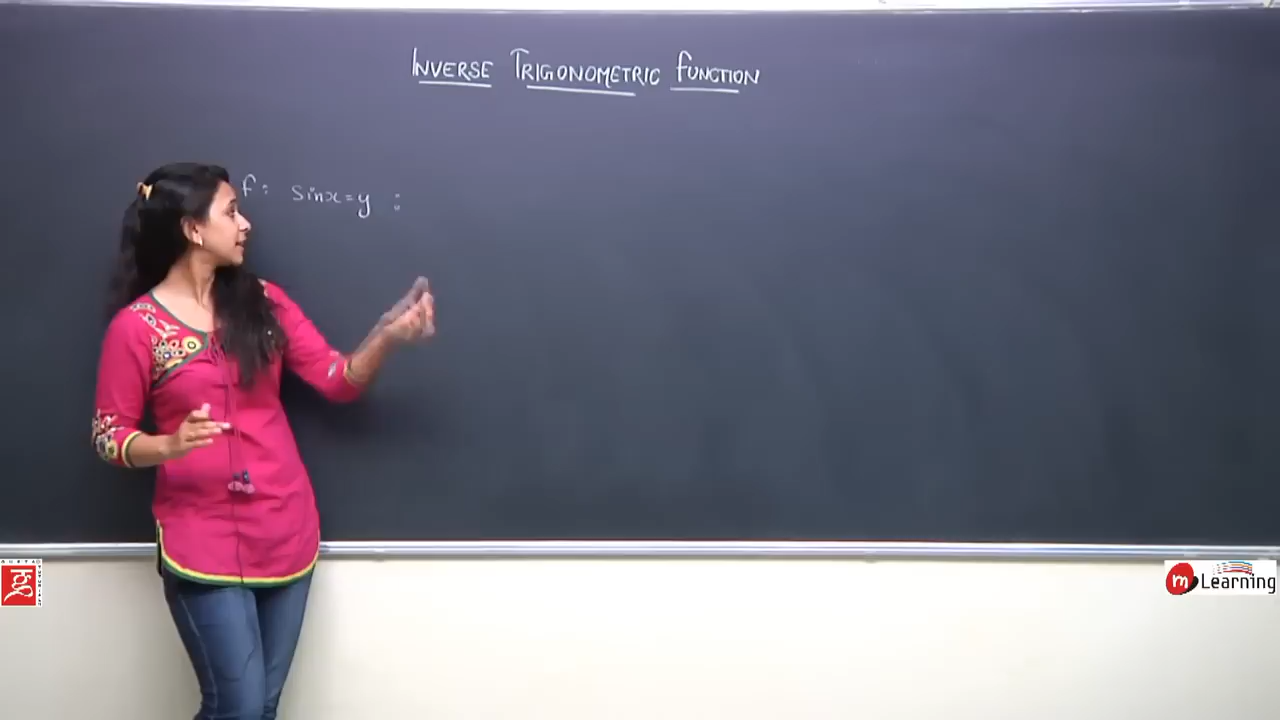 INVERSE TRIGONOMETRIC FUNCTION
f : sinx = y :
m Learning